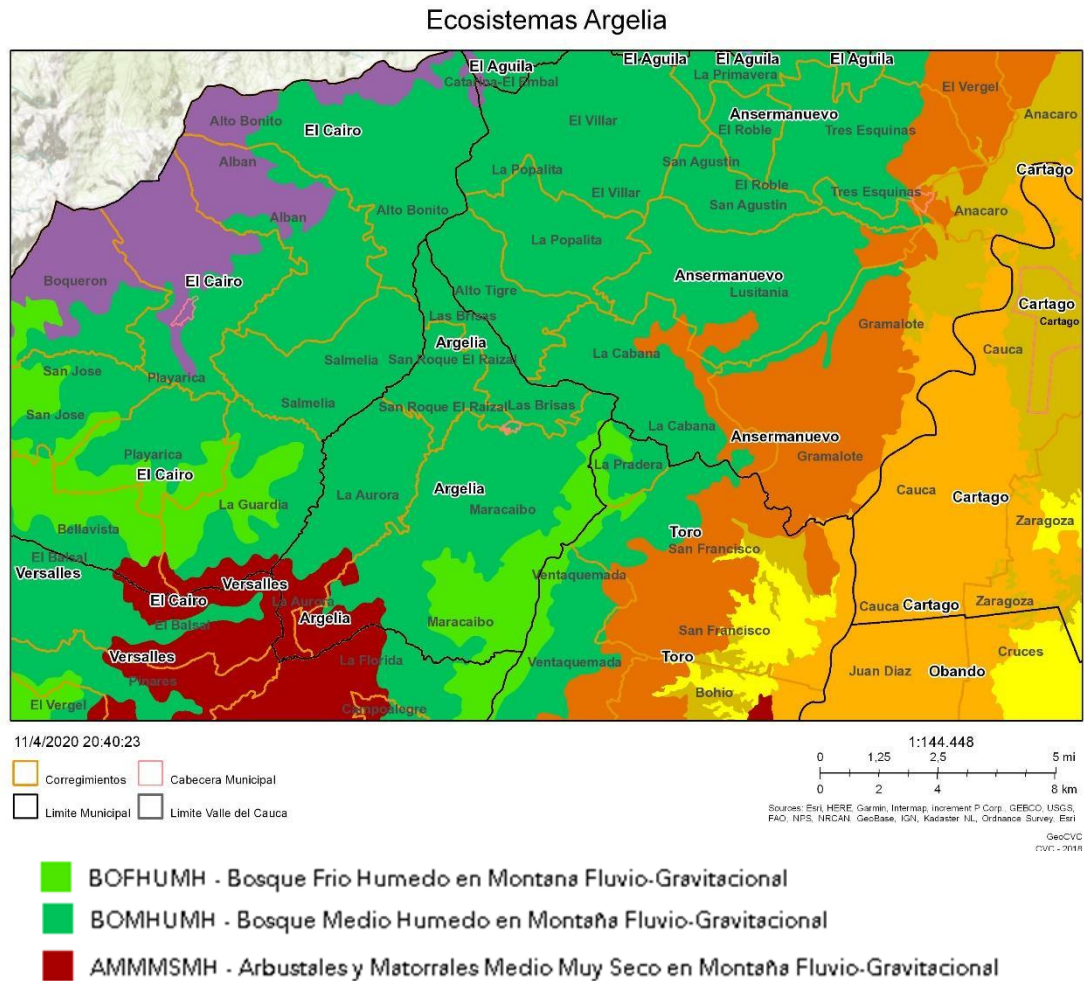 Ecosistemas Argelia
El Aguila El Aguila El Aguila
Catarina-El Embal La Primavera El Vergel
Alto Bonito El Cairo El Villar Ansermanuevo Anacaro
El Roble Tres Esquinas
Alban San Agustin
La Popalita Cartago
El Villar El Roble Tres Esquinas
Alban Alto Bonito San Agustin Anacaro
La Popalita
Boqueron El Cairo Ansermanuevo
Alto Tigre Lusitania Cartago
Las Brizas Gramalote Cartago
Argelia
San Jose Playarica Salmelia San Roque El Raizal La Cabana Cauca
San Jose Salmelia San Roque El Raizal Las Brisas
La Cabana Ansermanuevo
Playarica Gramalote
El Cairo La Pradera
La Guardia La Aurora Argelia Cauca Cartago
Maracaibo
Bellavista Toro Zaragoza
El Balsal San Francisco
Versalles Versalles Ventaquemada
El Cairo La Aurora Cauca Cartago Zaragoza
El Balsal Argelia Maracaibo San Francisco
Versalles La Florida Ventaquemada Toro Juan Diaz Obando Cruces
Pinares Bohio
El Vergel Campoalegre
11/4/2020 20:40:23
1:144.448
0 1,25 2,5 5 mi
0 2 4 8 km
Corregimientos Cabecera Municipal
Limite Municipal Limite Valle del Cauca
Sources: Esri, HERE, Garmin, Intermap, increment P Corp., GEBCO, USGS,
FAO, NPS, NRCAN, GeoBase, IGN, Kadaster NL, Ordnance Survey, Esri
GeoCVC
CVC - 2018
BOFHUMH - Bosque Frio Humedo en Montana Fluvio-Gravitacional
BOMHUMH - Bosque Medio Humedo en Montaña Fluvio-Gravitacional
AMMMSMH - Arbustales y Matorrales Medio Muy Seco en Montaña Fluvio-Gravitacional